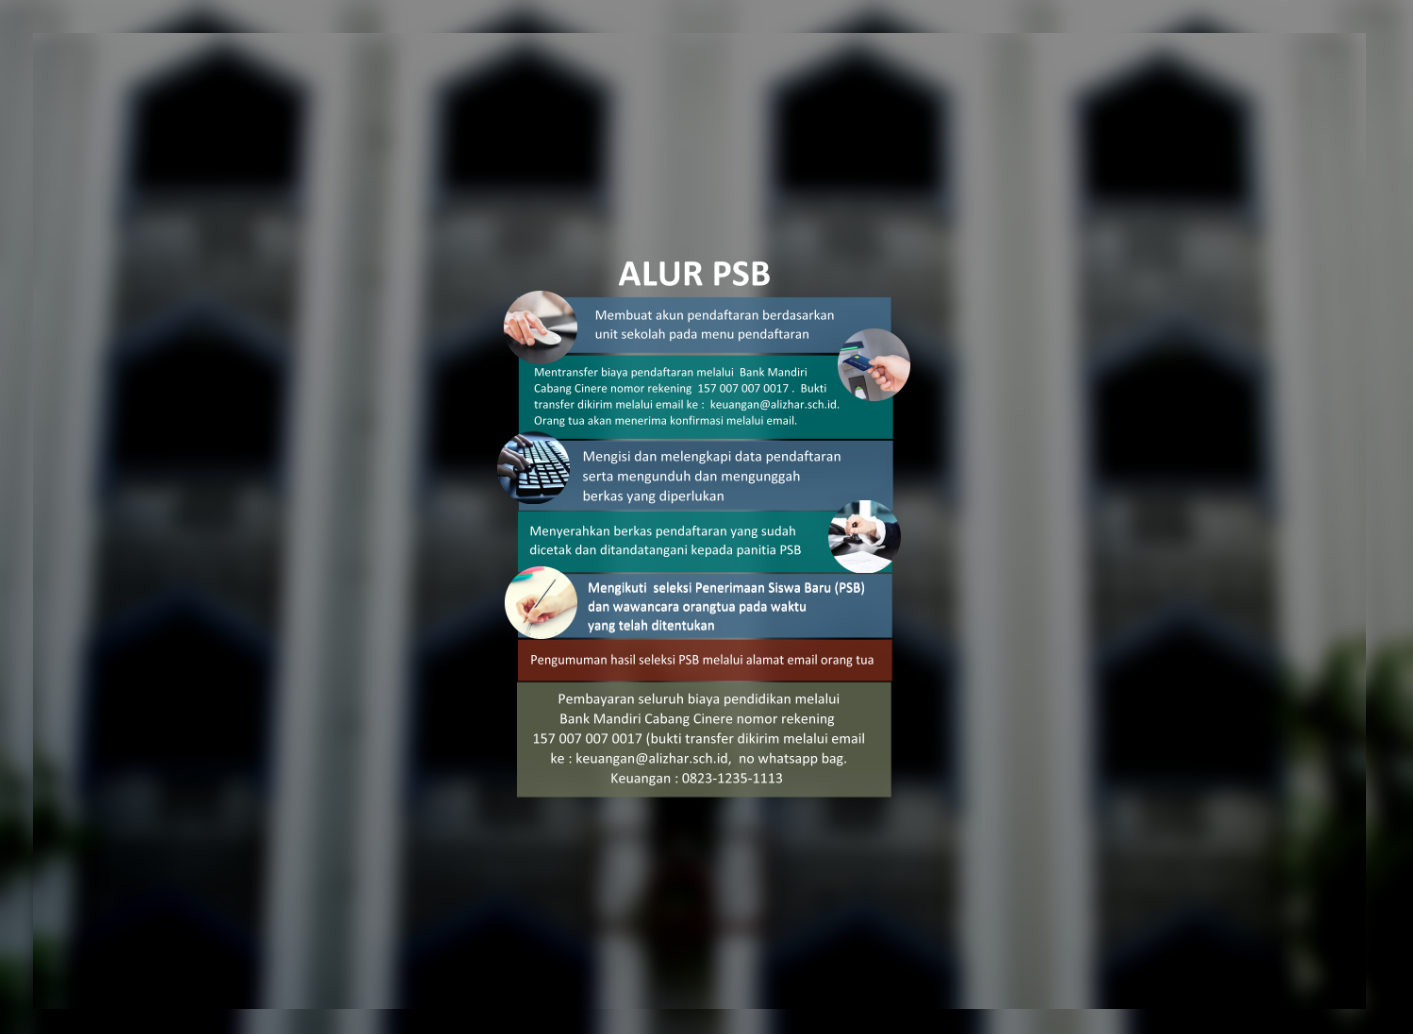 ALUR PSB
Membuat akun pendaftaran berdasarkan
unit sekolah pada menu pendaftaran
Mentransfer biaya pendaftaran melalui Bank Mandiri
Cabang Cinere nomor rekening 157 007 007 0017 . Bukti
transfer dikirim melalui email ke : keuangan@alizhar.sch.id.
Orang tua akan menerima konfirmasi melalui email.
Mengisi dan melengkapi data pendaftaran
serta mengunduh dan mengunggah
berkas yang diperlukan
Menyerahkan berkas pendaftaran yang sudah
dicetak dan ditandatangani kepada panitia PSB
Mengikuti seleksi Penerimaan Siswa Baru (PSB)
dan wawancara orangtua pada waktu
yang telah ditentukan
Pengumuman hasil seleksi PSB melalui alamat email orang tua
Pembayaran seluruh biaya pendidikan melalui
Bank Mandiri Cabang Cinere nomor rekening
157 007 007 0017 (bukti transfer dikirim melalui email
ke : keuangan@alizhar.sch.id, no whatsapp bag.
Keuangan : 0823-1235-1113